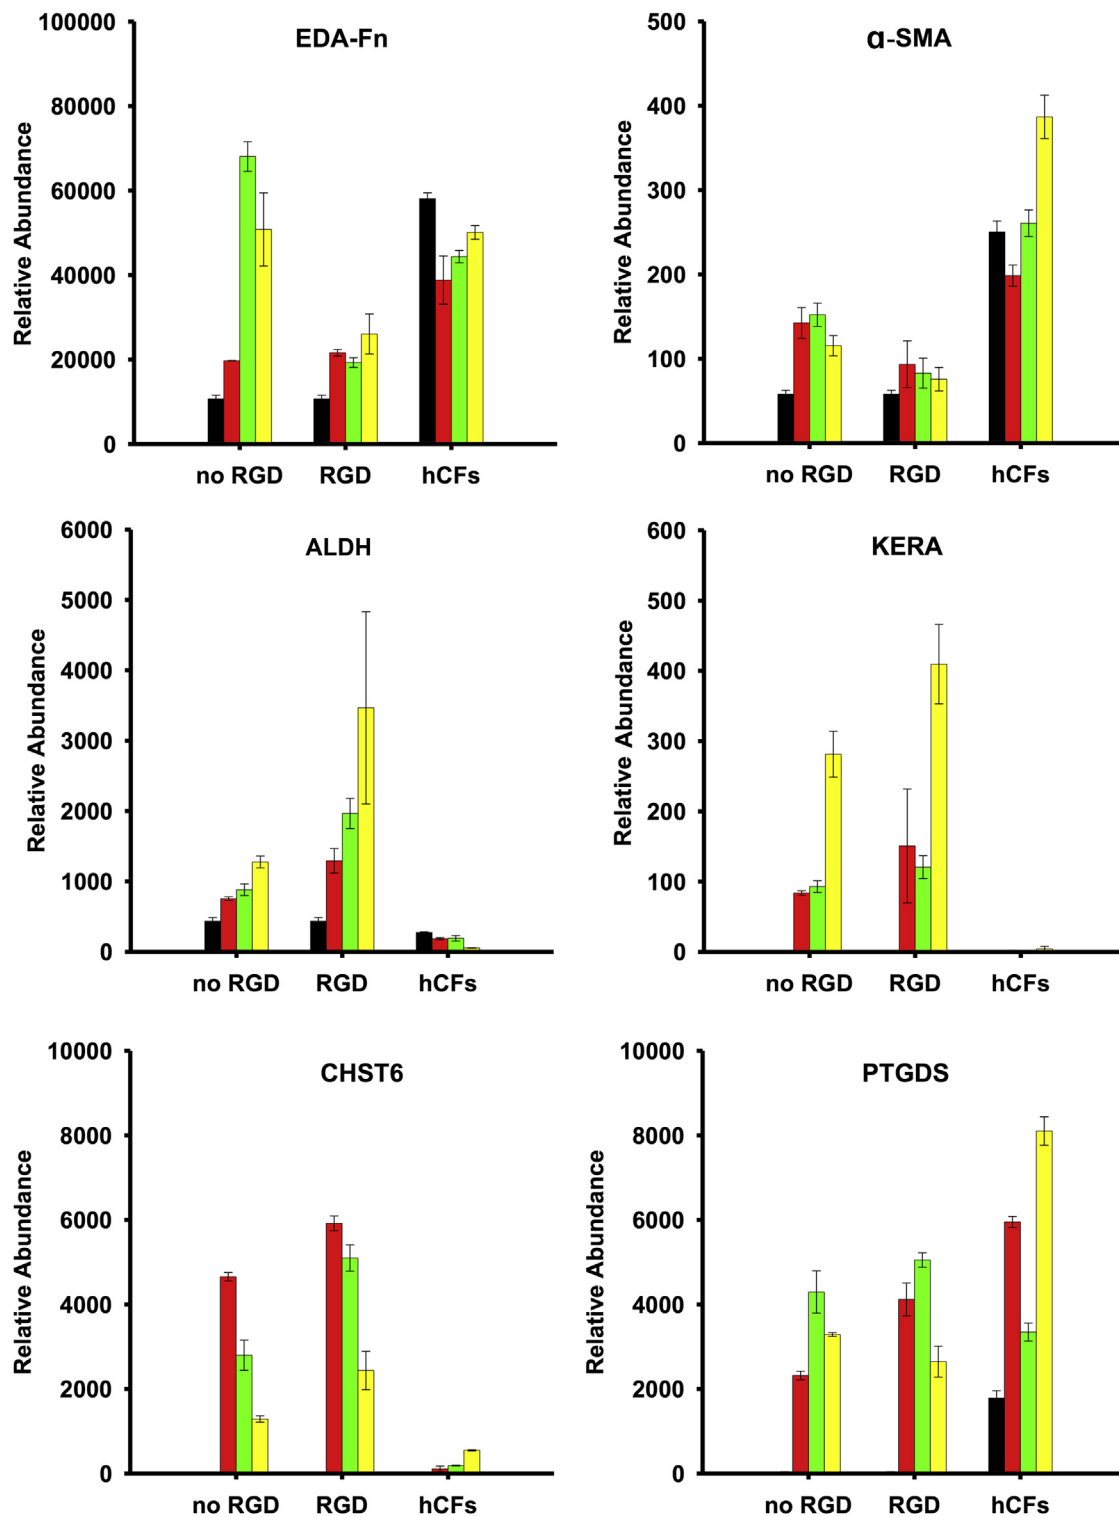 EDA-Fn
Relative Abundance
100000
80000
60000
40000
20000
0
no RGD RGD hCFs
ɑ-SMA
Relative Abundance
500
400
300
200
100
0
no RGD RGD hCFs
ALDH
Relative Abundance
6000
5000
4000
3000
2000
1000
0
no RGD RGD hCFs
KERA
Relative Abundance
600
500
400
300
200
100
0
no RGD RGD hCFs
CHST6
Relative Abundance
10000
8000
6000
4000
2000
0
no RGD RGD hCFs
PTGDS
Relative Abundance
10000
8000
6000
4000
2000
0
no RGD RGD hCFs